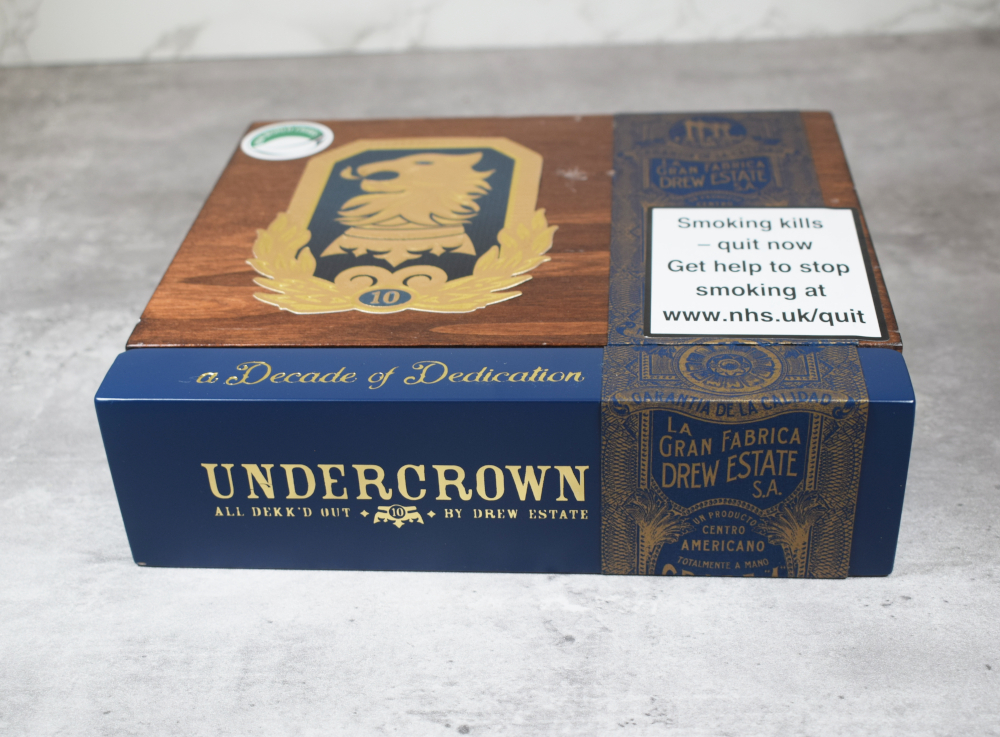 10
LA
GRAN FABRICA
DREW ESTATE
S.A.
Smoking kills
– quit now
Get help to stop
smoking at
www.nhs.uk/quit
a Decade of Dedication
UNDERCROWN
ALL DEKK'D OUT 10 BY DREW ESTATE
GARANTIA DE LA CALIDAD
LA
GRAN FABRICA
DREW ESTATE
S.A.
UN PRODUCTO
CENTRO
AMERICANO
TOTALMENTE A MANO